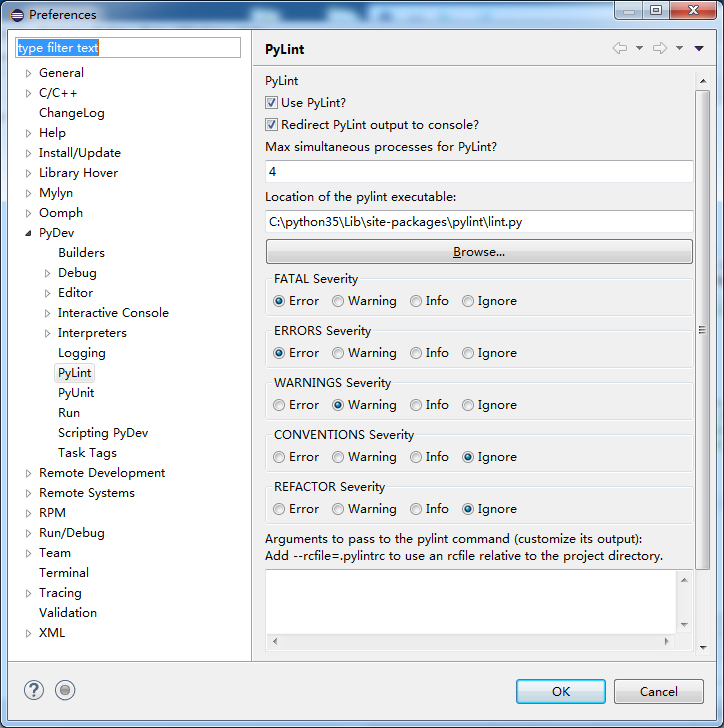 Preferences
type filter text
General
C/C++
ChangeLog
Help
Install/Update
Library Hover
Mylyn
Oomph
PyDev
Builders
Debug
Editor
Interactive Console
Interpreters
Logging
PyLint
PyUnit
Run
Scripting PyDev
Task Tags
Remote Development
Remote Systems
RPM
Run/Debug
Team
Terminal
Tracing
Validation
XML
PyLint
PyLint
Use PyLint?
Redirect PyLint output to console?
Max simultaneous processes for PyLint?
4
Location of the pylint executable:
C:\python35\Lib\site-packages\pylint\lint.py
Browse...
FATAL Severity
Error Warning Info Ignore
ERRORS Severity
Error Warning Info Ignore
WARNINGS Severity
Error Warning Info Ignore
CONVENTIONS Severity
Error Warning Info Ignore
REFACTOR Severity
Error Warning Info Ignore
Arguments to pass to the pylint command (customize its output):
Add --rcfile=.pylintrc to use an rcfile relative to the project directory.
?
OK Cancel